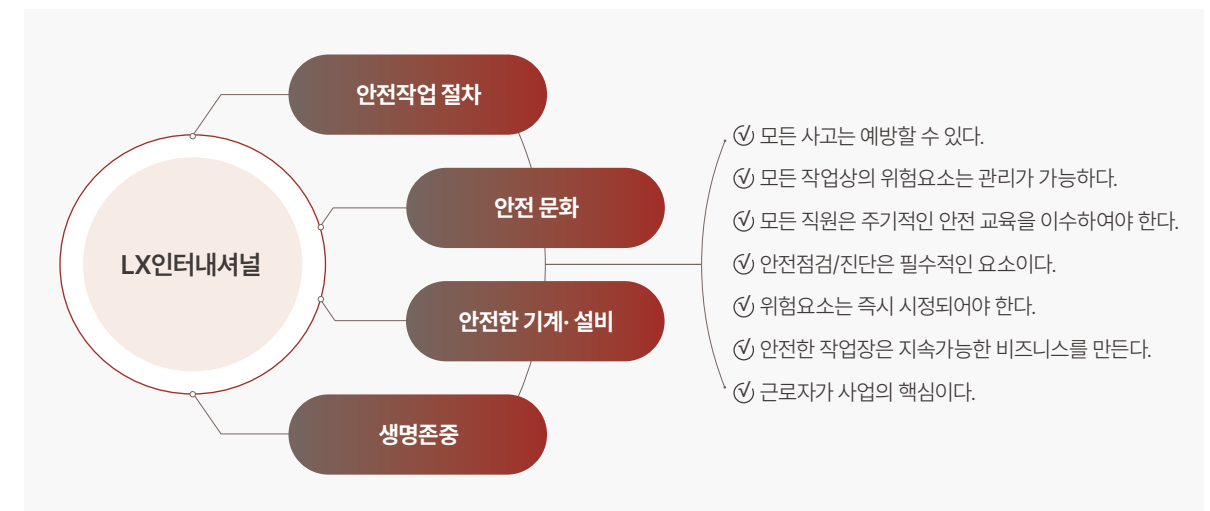 LX인터내셔널
안전작업 절차
안전 문화
안전한 기계· 설비
생명존중
모든 사고는 예방할 수 있다.
모든 작업상의 위험요소는 관리가 가능하다.
모든 직원은 주기적인 안전 교육을 이수하여야 한다.
안전점검/진단은 필수적인 요소이다.
위험요소는 즉시 시정되어야 한다.
안전한 작업장은 지속가능한 비즈니스를 만든다.
근로자가 사업의 핵심이다.